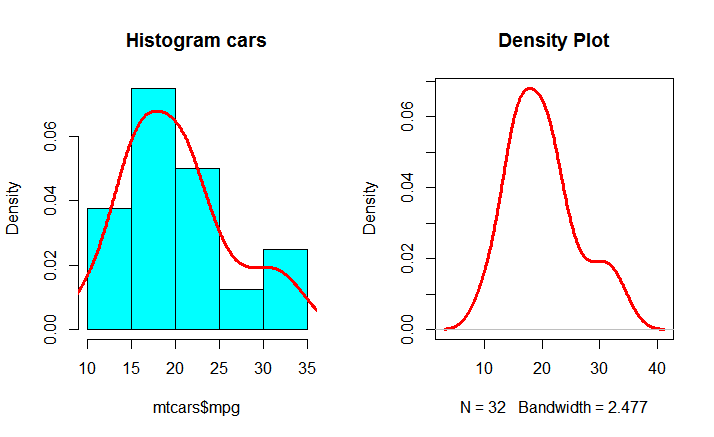 Histogram cars
Density
0.00 0.02 0.04 0.06
10 15 20 25 30 35
mtcars$mpg
Density Plot
Density
0.00 0.02 0.04 0.06
10 20 30 40
N = 32 Bandwidth = 2.477